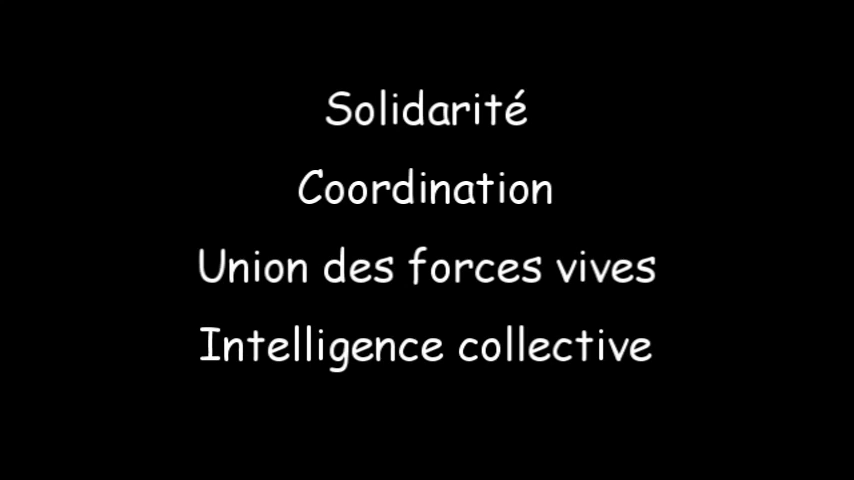 Solidarité
Coordination
Union des forces vives
Intelligence collective